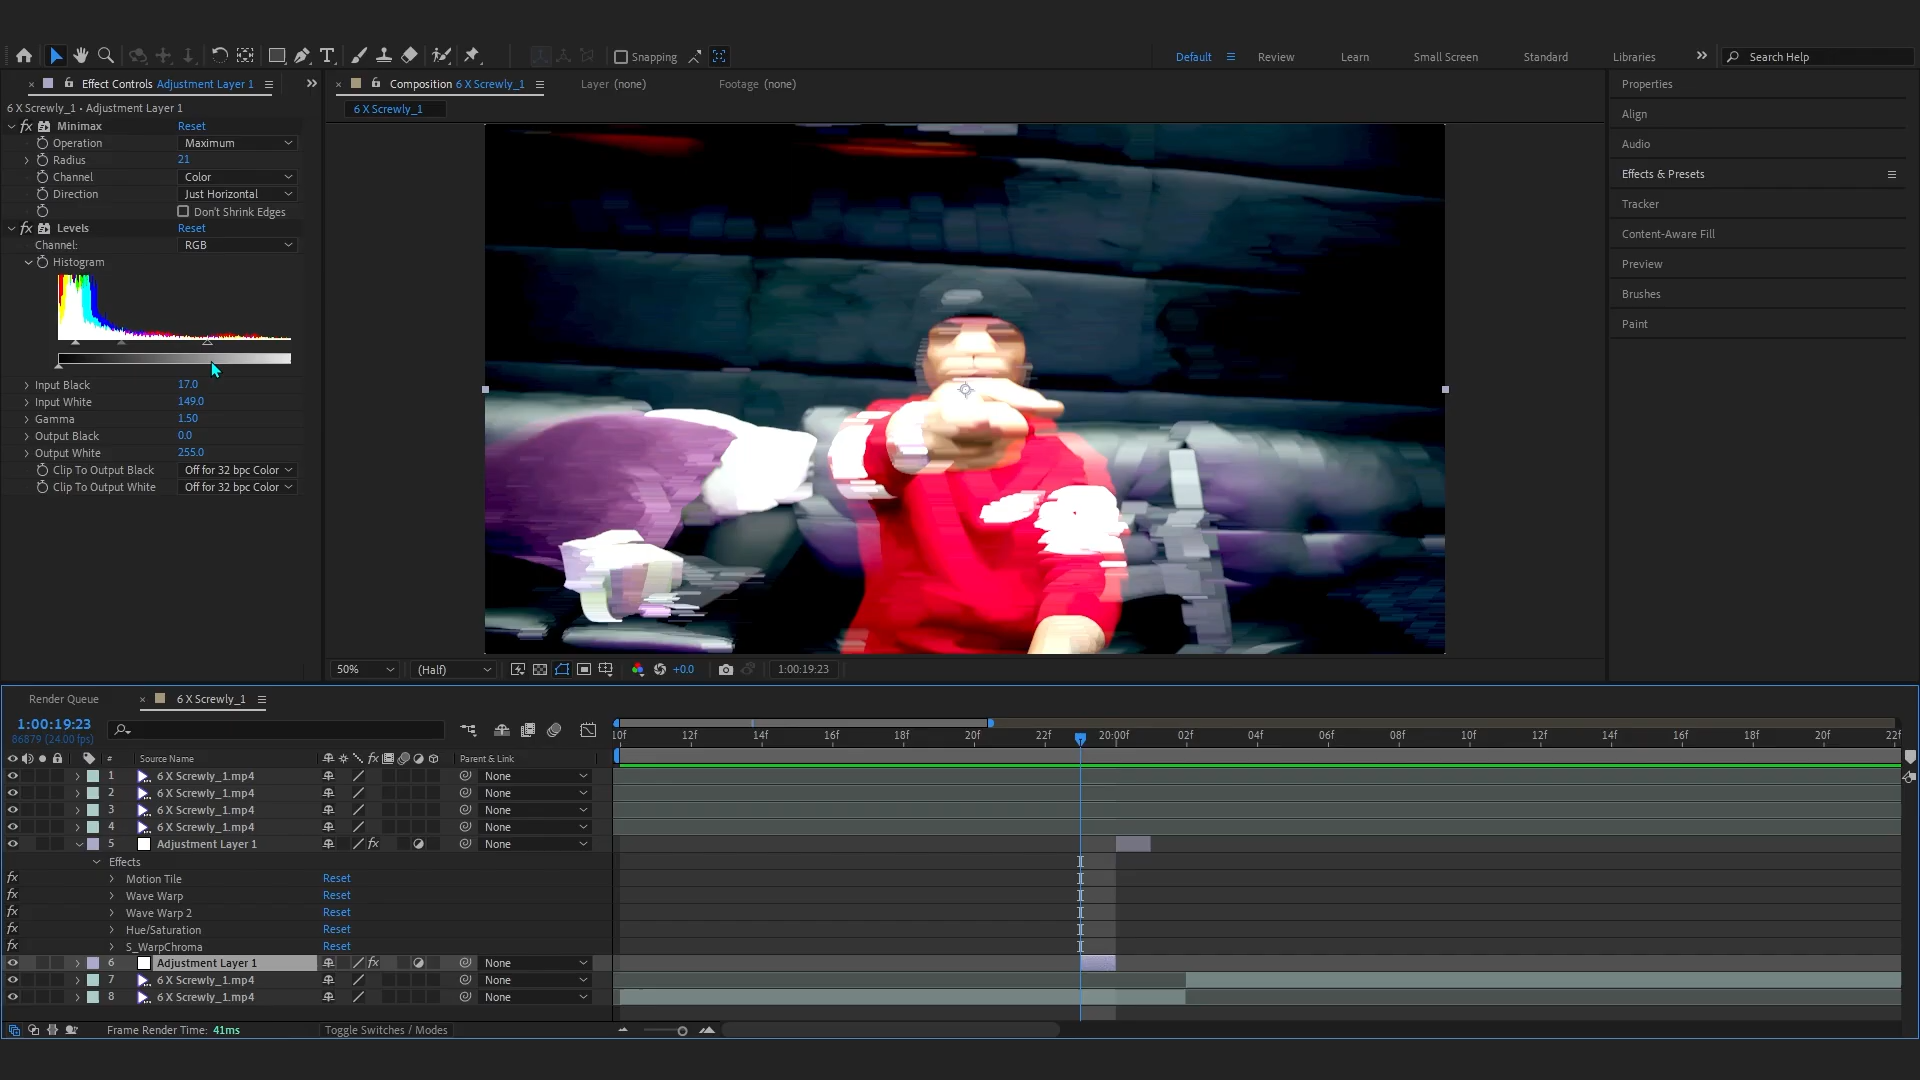 Snapping
Default
Review
Learn
Small Screen
Standard
Libraries
Search Help
Effect Controls Adjustment Layer 1
Composition 6 X Screwly_1
Layer (none)
Footage (none)
Properties
6 X Screwly_1 • Adjustment Layer 1
6 X Screwly_1
fx Minimax Reset
Operation Maximum
Radius 21
Channel Color
Direction Just Horizontal
Don't Shrink Edges
fx Levels Reset
Channel: RGB
Histogram
Input Black 17.0
Input White 149.0
Gamma 1.50
Output Black 0.0
Output White 255.0
Clip To Output Black Off for 32 bpc Color
Clip To Output White Off for 32 bpc Color
Align
Audio
Effects & Presets
Tracker
Content-Aware Fill
Preview
Brushes
Paint
50% (Half) +0.0 1:00:19:23
Render Queue
6 X Screwly_1
1:00:19:23
86879 (24.00 fps)
10f 12f 14f 16f 18f 20f 22f 20:00f 02f 04f 06f 08f 10f 12f 14f 16f 18f 20f 22f
# Source Name fx Parent & Link
1 6 X Screwly_1.mp4 None
2 6 X Screwly_1.mp4 None
3 6 X Screwly_1.mp4 None
4 6 X Screwly_1.mp4 None
5 Adjustment Layer 1 fx None
Effects
fx Motion Tile Reset
fx Wave Warp Reset
fx Wave Warp 2 Reset
fx Hue/Saturation Reset
fx S_WarpChroma Reset
6 Adjustment Layer 1 fx None
7 6 X Screwly_1.mp4 None
8 6 X Screwly_1.mp4 None
Frame Render Time: 41ms
Toggle Switches / Modes